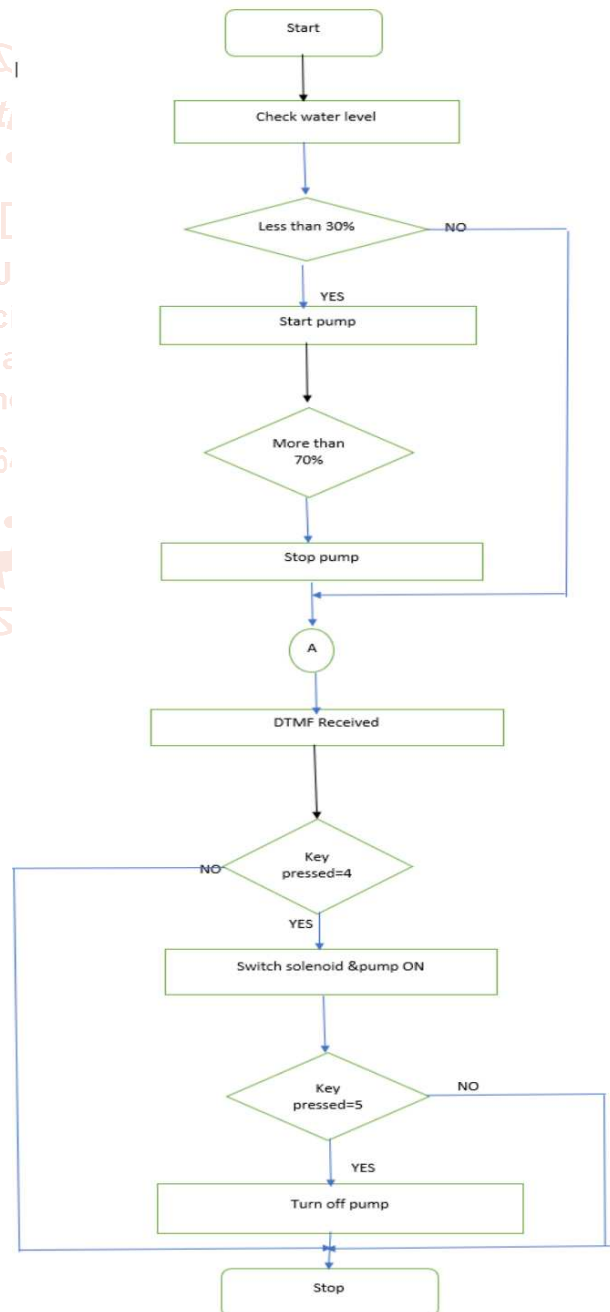 Start
Check water level
Less than 30%
NO
YES
Start pump
More than
70%
Stop pump
A
DTMF Received
Key
pressed=4
NO
YES
Switch solenoid &pump ON
Key
pressed=5
NO
YES
Turn off pump
Stop